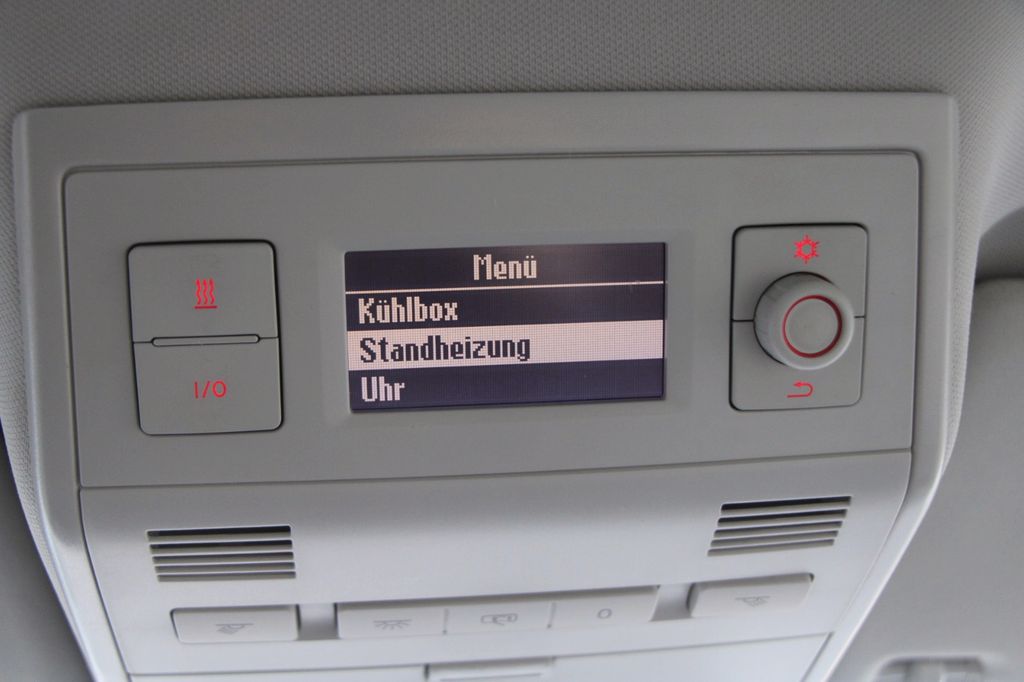 Menü
Kühlbox
Standheizung
Uhr
I/O
O